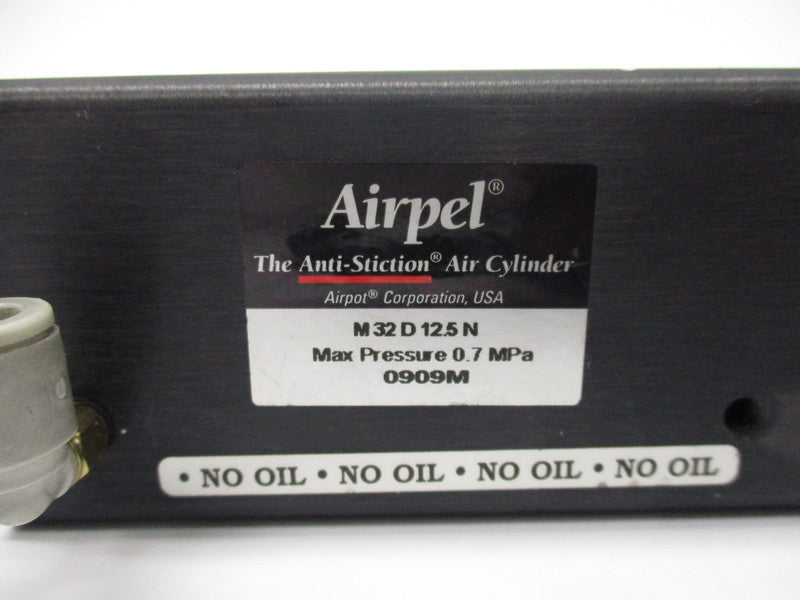 Airpel®
The Anti-Stiction® Air Cylinder
Airpot® Corporation, USA
M 32 D 12.5 N
Max Pressure 0.7 MPa
0909M
• NO OIL • NO OIL • NO OIL • NO OIL